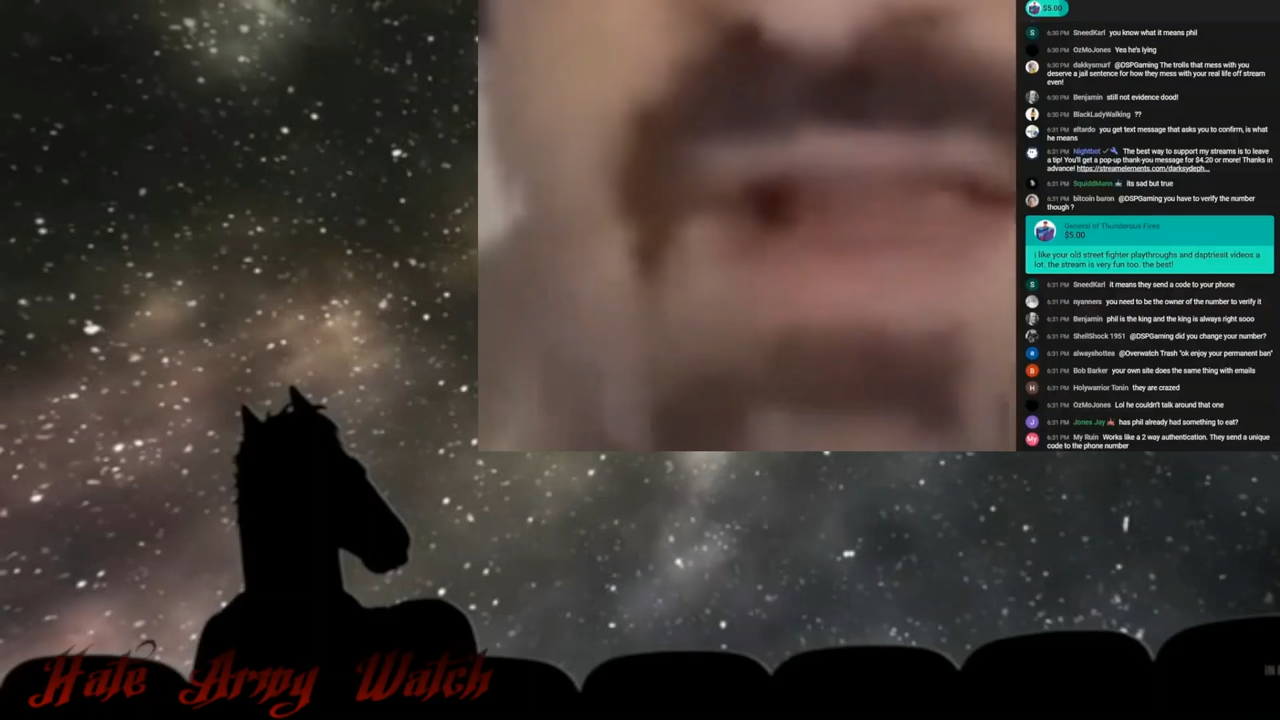 $5.00
6:30 PM SneedKarl you know what it means phil
6:30 PM OzMoJones Yea he's lying
6:30 PM dakkysmurf @DSPGaming The trolls that mess with you
deserve a jail sentence for how they mess with your real life off stream
even!
6:30 PM Benjamin still not evidence dood!
6:30 PM BlackLadyWalking ??
6:31 PM eltardo you get text message that asks you to confirm, is what
he means
6:31 PM Nightbot The best way to support my streams is to leave
a tip! You'll get a pop-up thank-you message for $4.20 or more! Thanks in
advance! https://streamelements.com/darksydeph...
6:31 PM SquiddMann its sad but true
6:31 PM bitcoin baron @DSPGaming you have to verify the number
though ?
General of Thunderous Fires
$5.00
i like your old street fighter playthroughs and dsptriesit videos a
lot. the stream is very fun too. the best!
6:31 PM SneedKarl it means they send a code to your phone
6:31 PM nyanners you need to be the owner of the number to verify it
6:31 PM Benjamin phil is the king and the king is always right sooo
6:31 PM ShellShock 1951 @DSPGaming did you change your number?
6:31 PM alwayshottea @Overwatch Trash "ok enjoy your permanent ban"
6:31 PM Bob Barker your own site does the same thing with emails
6:31 PM Holywarrior Tonin they are crazed
6:31 PM OzMoJones Lol he couldn't talk around that one
6:31 PM Jones Jay has phil already had something to eat?
6:31 PM My Ruin Works like a 2 way authentication. They send a unique
code to the phone number
Hate Army Watch